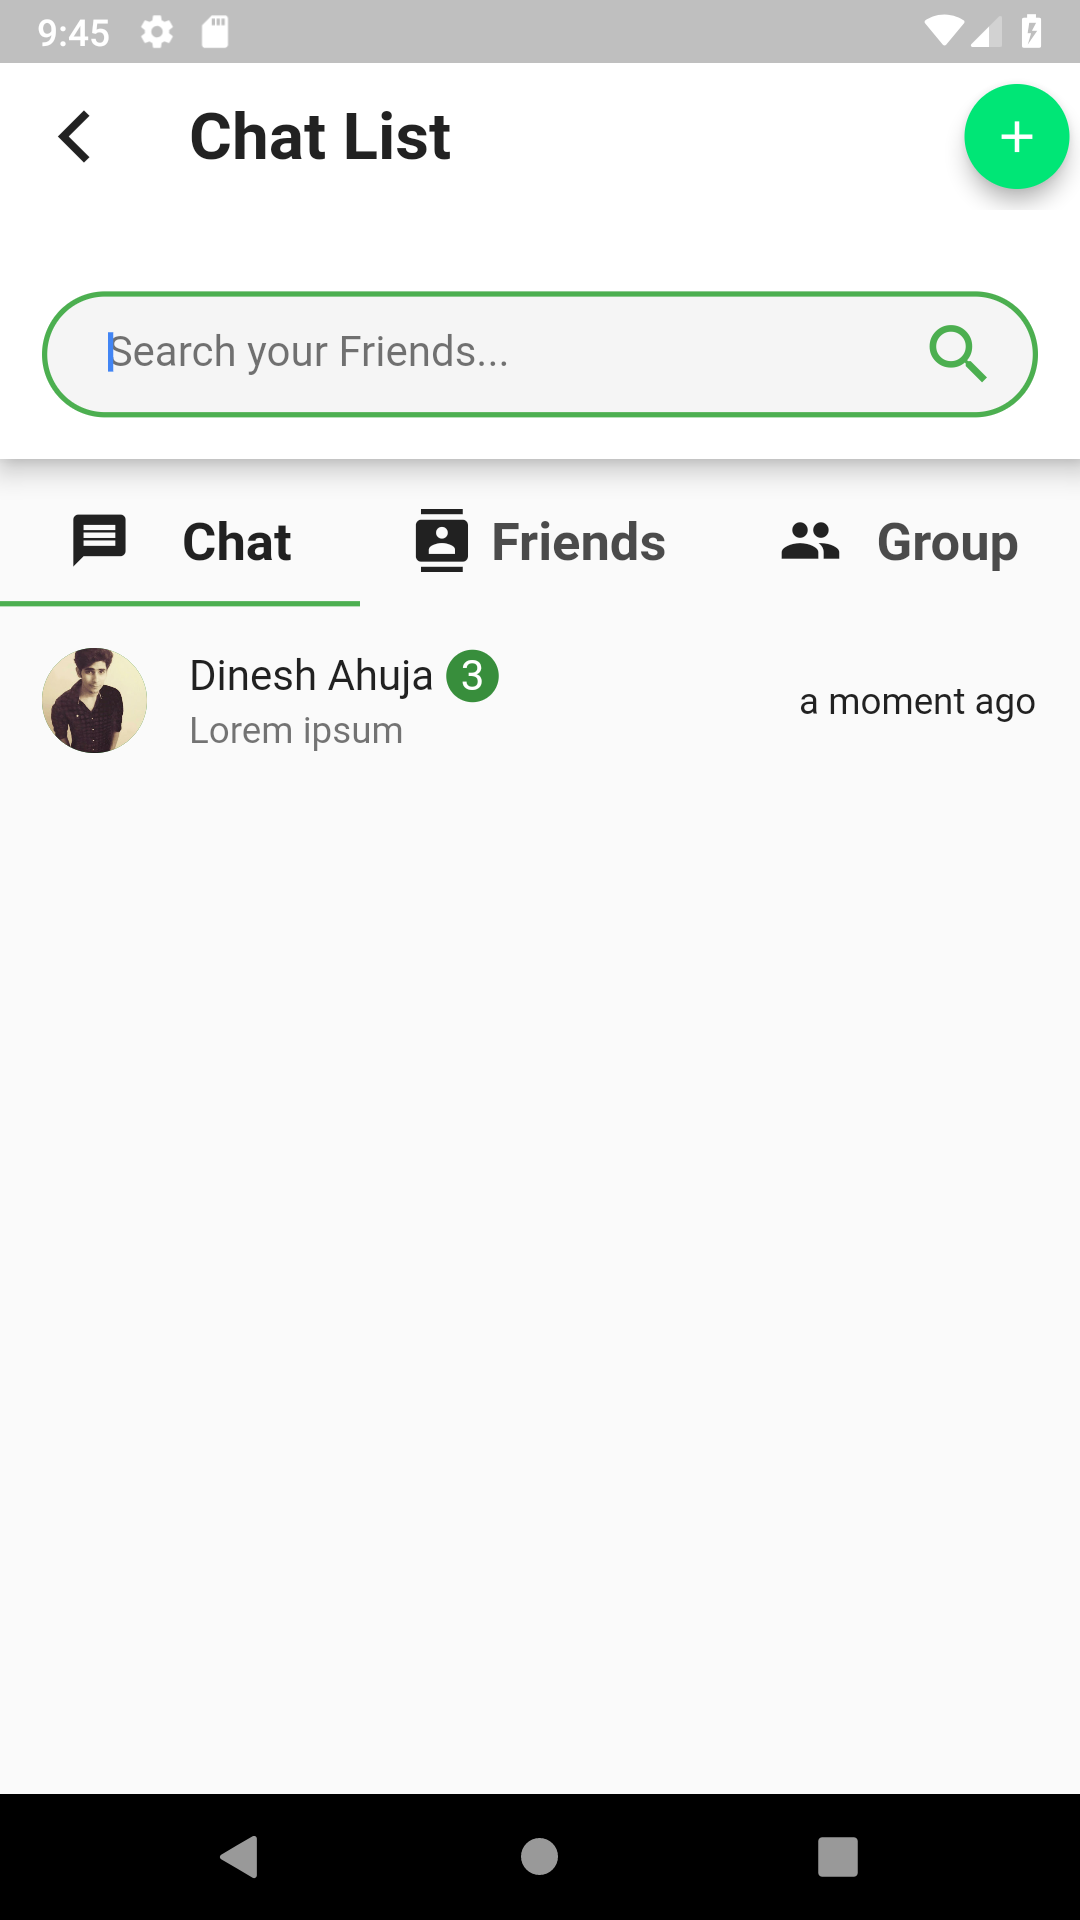 9:45
Chat List
Search your Friends...
Chat Friends Group
Dinesh Ahuja 3
Lorem ipsum
a moment ago